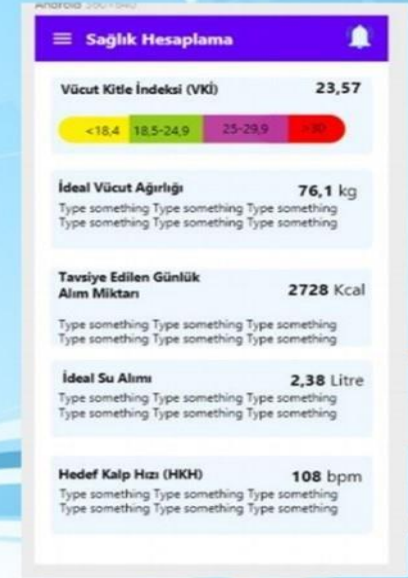 Android 360×640
Sağlık Hesaplama
Vücut Kitle İndeksi (VKİ) 23,57
<18,4 18,5-24,9 25-29,9 >30
İdeal Vücut Ağırlığı 76,1 kg
Type something Type something Type something
Type something Type something Type something
Tavsiye Edilen Günlük
Alım Miktarı 2728 Kcal
Type something Type something Type something
Type something Type something Type something
İdeal Su Alımı 2,38 Litre
Type something Type something Type something
Type something Type something Type something
Hedef Kalp Hızı (HKH) 108 bpm
Type something Type something Type something
Type something Type something Type something